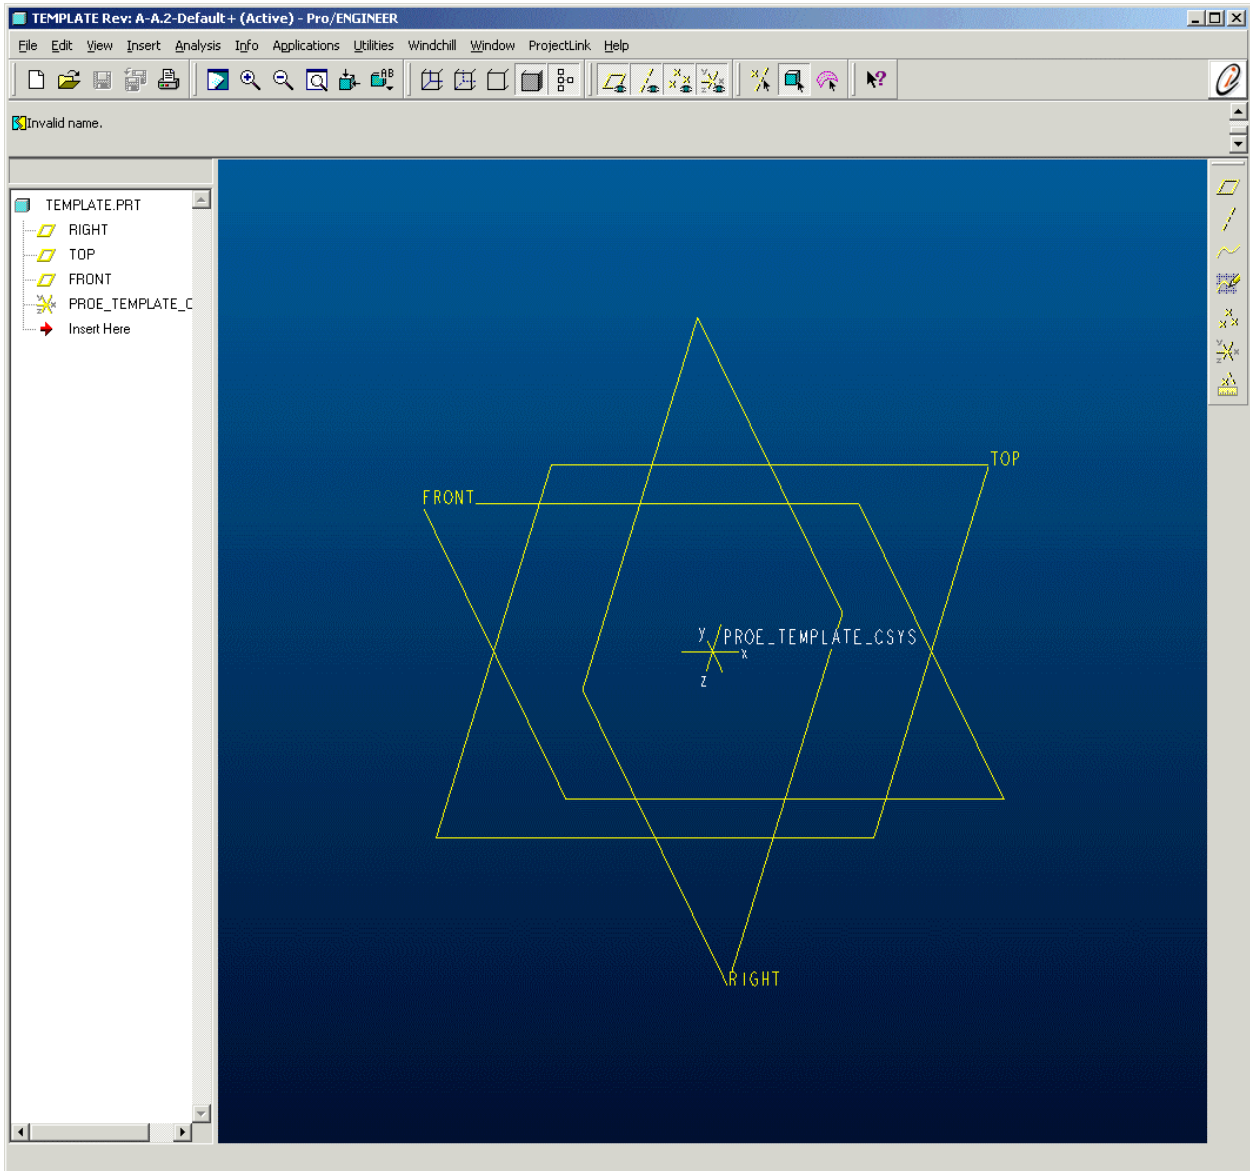 TEMPLATE Rev: A-A.2-Default+ (Active) - Pro/ENGINEER
File Edit View Insert Analysis Info Applications Utilities Windchill Window ProjectLink Help
Invalid name.
TEMPLATE.PRT
RIGHT
TOP
FRONT
PROE_TEMPLATE_C
Insert Here
TOP
FRONT
y PROE_TEMPLATE_CSYS
x
z
RIGHT